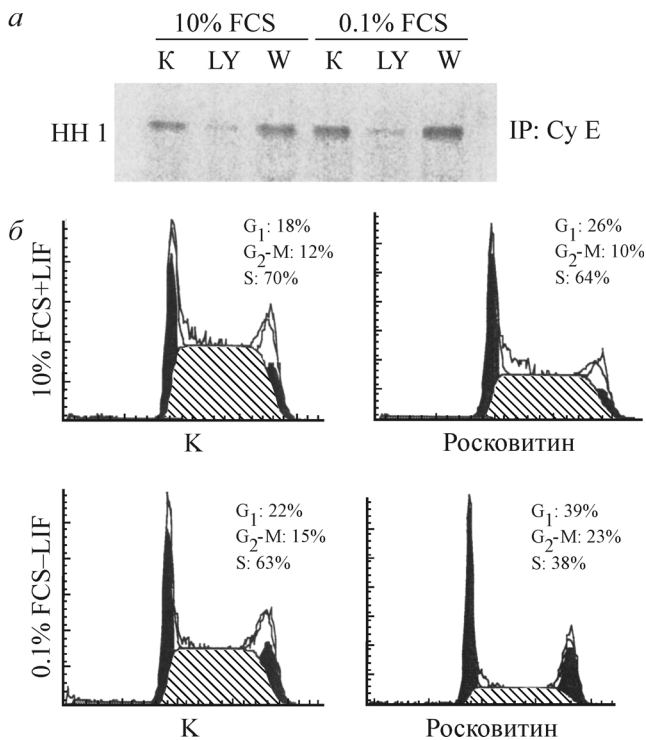 а
10% FCS 0.1% FCS
К LY W К LY W
HH 1
IP: Cy E
б
10% FCS+LIF
G1: 18%
G2-M: 12%
S: 70%
К
G1: 26%
G2-M: 10%
S: 64%
Росковитин
0.1% FCS–LIF
G1: 22%
G2-M: 15%
S: 63%
К
G1: 39%
G2-M: 23%
S: 38%
Росковитин